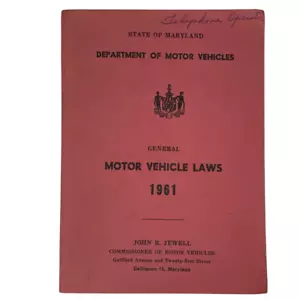 Telephone
STATE OF MARYLAND
DEPARTMENT OF MOTOR VEHICLES
GENERAL
MOTOR VEHICLE LAWS
1961
JOHN R. JEWELL
COMMISSIONER OF MOTOR VEHICLES
Guilford Avenue and Twenty-first Street
Baltimore 18, Maryland